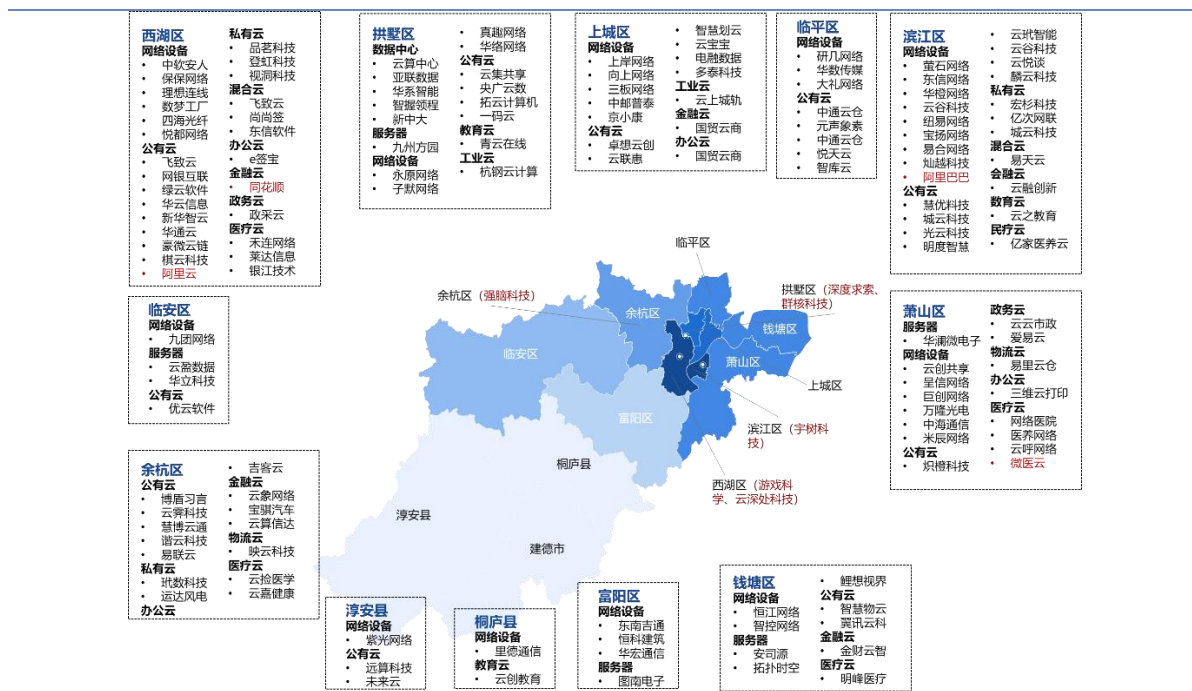 西湖区
网络设备
• 中软安人
• 保保网络
• 理想连线
• 数梦工厂
• 四海光纤
• 悦都网络
公有云
• 飞致云
• 网银互联
• 绿云软件
• 华云信息
• 新华智云
• 华通云
• 豪微云链
• 棋云科技
• 阿里云
私有云
• 品茗科技
• 登虹科技
• 视洞科技
混合云
• 飞致云
• 尚尚签
• 东信软件
办公云
• e签宝
金融云
• 同花顺
政务云
• 政采云
医疗云
• 禾连网络
• 莱达信息
• 银江技术
拱墅区
数据中心
• 云算中心
• 亚联数据
• 华系智能
• 智握领程
• 新中大
服务器
• 九州方园
网络设备
• 永原网络
• 子默网络
• 真趣网络
• 华络网络
公有云
• 云集共享
• 央广云数
• 拓云计算机
• 一码云
教育云
• 青云在线
工业云
• 杭钢云计算
上城区
网络设备
• 上岸网络
• 向上网络
• 三板网络
• 中邮普泰
• 京小康
公有云
• 卓想云创
• 云联惠
• 智慧划云
• 云宝宝
• 电融数据
• 多泰科技
工业云
• 云上城轨
金融云
• 国贸云商
办公云
• 国贸云商
临平区
网络设备
• 研几网络
• 华数传媒
• 大礼网络
公有云
• 中通云仓
• 元声象素
• 中通云仓
• 悦天云
• 智库云
滨江区
网络设备
• 萤石网络
• 东信网络
• 华橙网络
• 云谷科技
• 纽易网络
• 宝扬网络
• 易合网络
• 灿越科技
• 阿里巴巴
公有云
• 慧优科技
• 城云科技
• 光云科技
• 明度智慧
• 云玳智能
• 云谷科技
• 云悦谈
• 麟云科技
私有云
• 宏杉科技
• 亿次网联
• 城云科技
混合云
• 易天云
会融云
• 云融创新
数育云
• 云之教育
民疗云
• 亿家医养云
临安区
网络设备
• 九团网络
服务器
• 云盈数据
• 华立科技
公有云
• 优云软件
余杭区（强脑科技）
临平区
拱墅区（深度求索、
群核科技）
余杭区
钱塘区
临安区
萧山区
上城区
富阳区
滨江区（宇树科
技）
桐庐县
西湖区（游戏科
学、云深处科技）
淳安县
建德市
萧山区
服务器
• 华澜微电子
网络设备
• 云创共享
• 呈信网络
• 巨创网络
• 万隆光电
• 中海通信
• 米辰网络
公有云
• 炽橙科技
政务云
• 云云市政
• 爱易云
物流云
• 易里云仓
办公云
• 三维云打印
医疗云
• 网络医院
• 医养网络
• 云呼网络
• 微医云
余杭区
公有云
• 博盾习言
• 云霁科技
• 慧博云通
• 谐云科技
• 易联云
私有云
• 玳数科技
• 运达风电
办公云
• 吉客云
金融云
• 云象网络
• 宝骐汽车
• 云算信达
物流云
• 映云科技
医疗云
• 云捡医学
• 云嘉健康
淳安县
网络设备
• 紫光网络
公有云
• 远算科技
• 未来云
桐庐县
网络设备
• 里德通信
教育云
• 云创教育
富阳区
网络设备
• 东南吉通
• 恒科建筑
• 华宏通信
服务器
• 图南电子
钱塘区
网络设备
• 恒江网络
• 智控网络
服务器
• 安司源
• 拓扑时空
• 鲤想视界
公有云
• 智慧物云
• 翼讯云科
金融云
• 金财云智
医疗云
• 明峰医疗